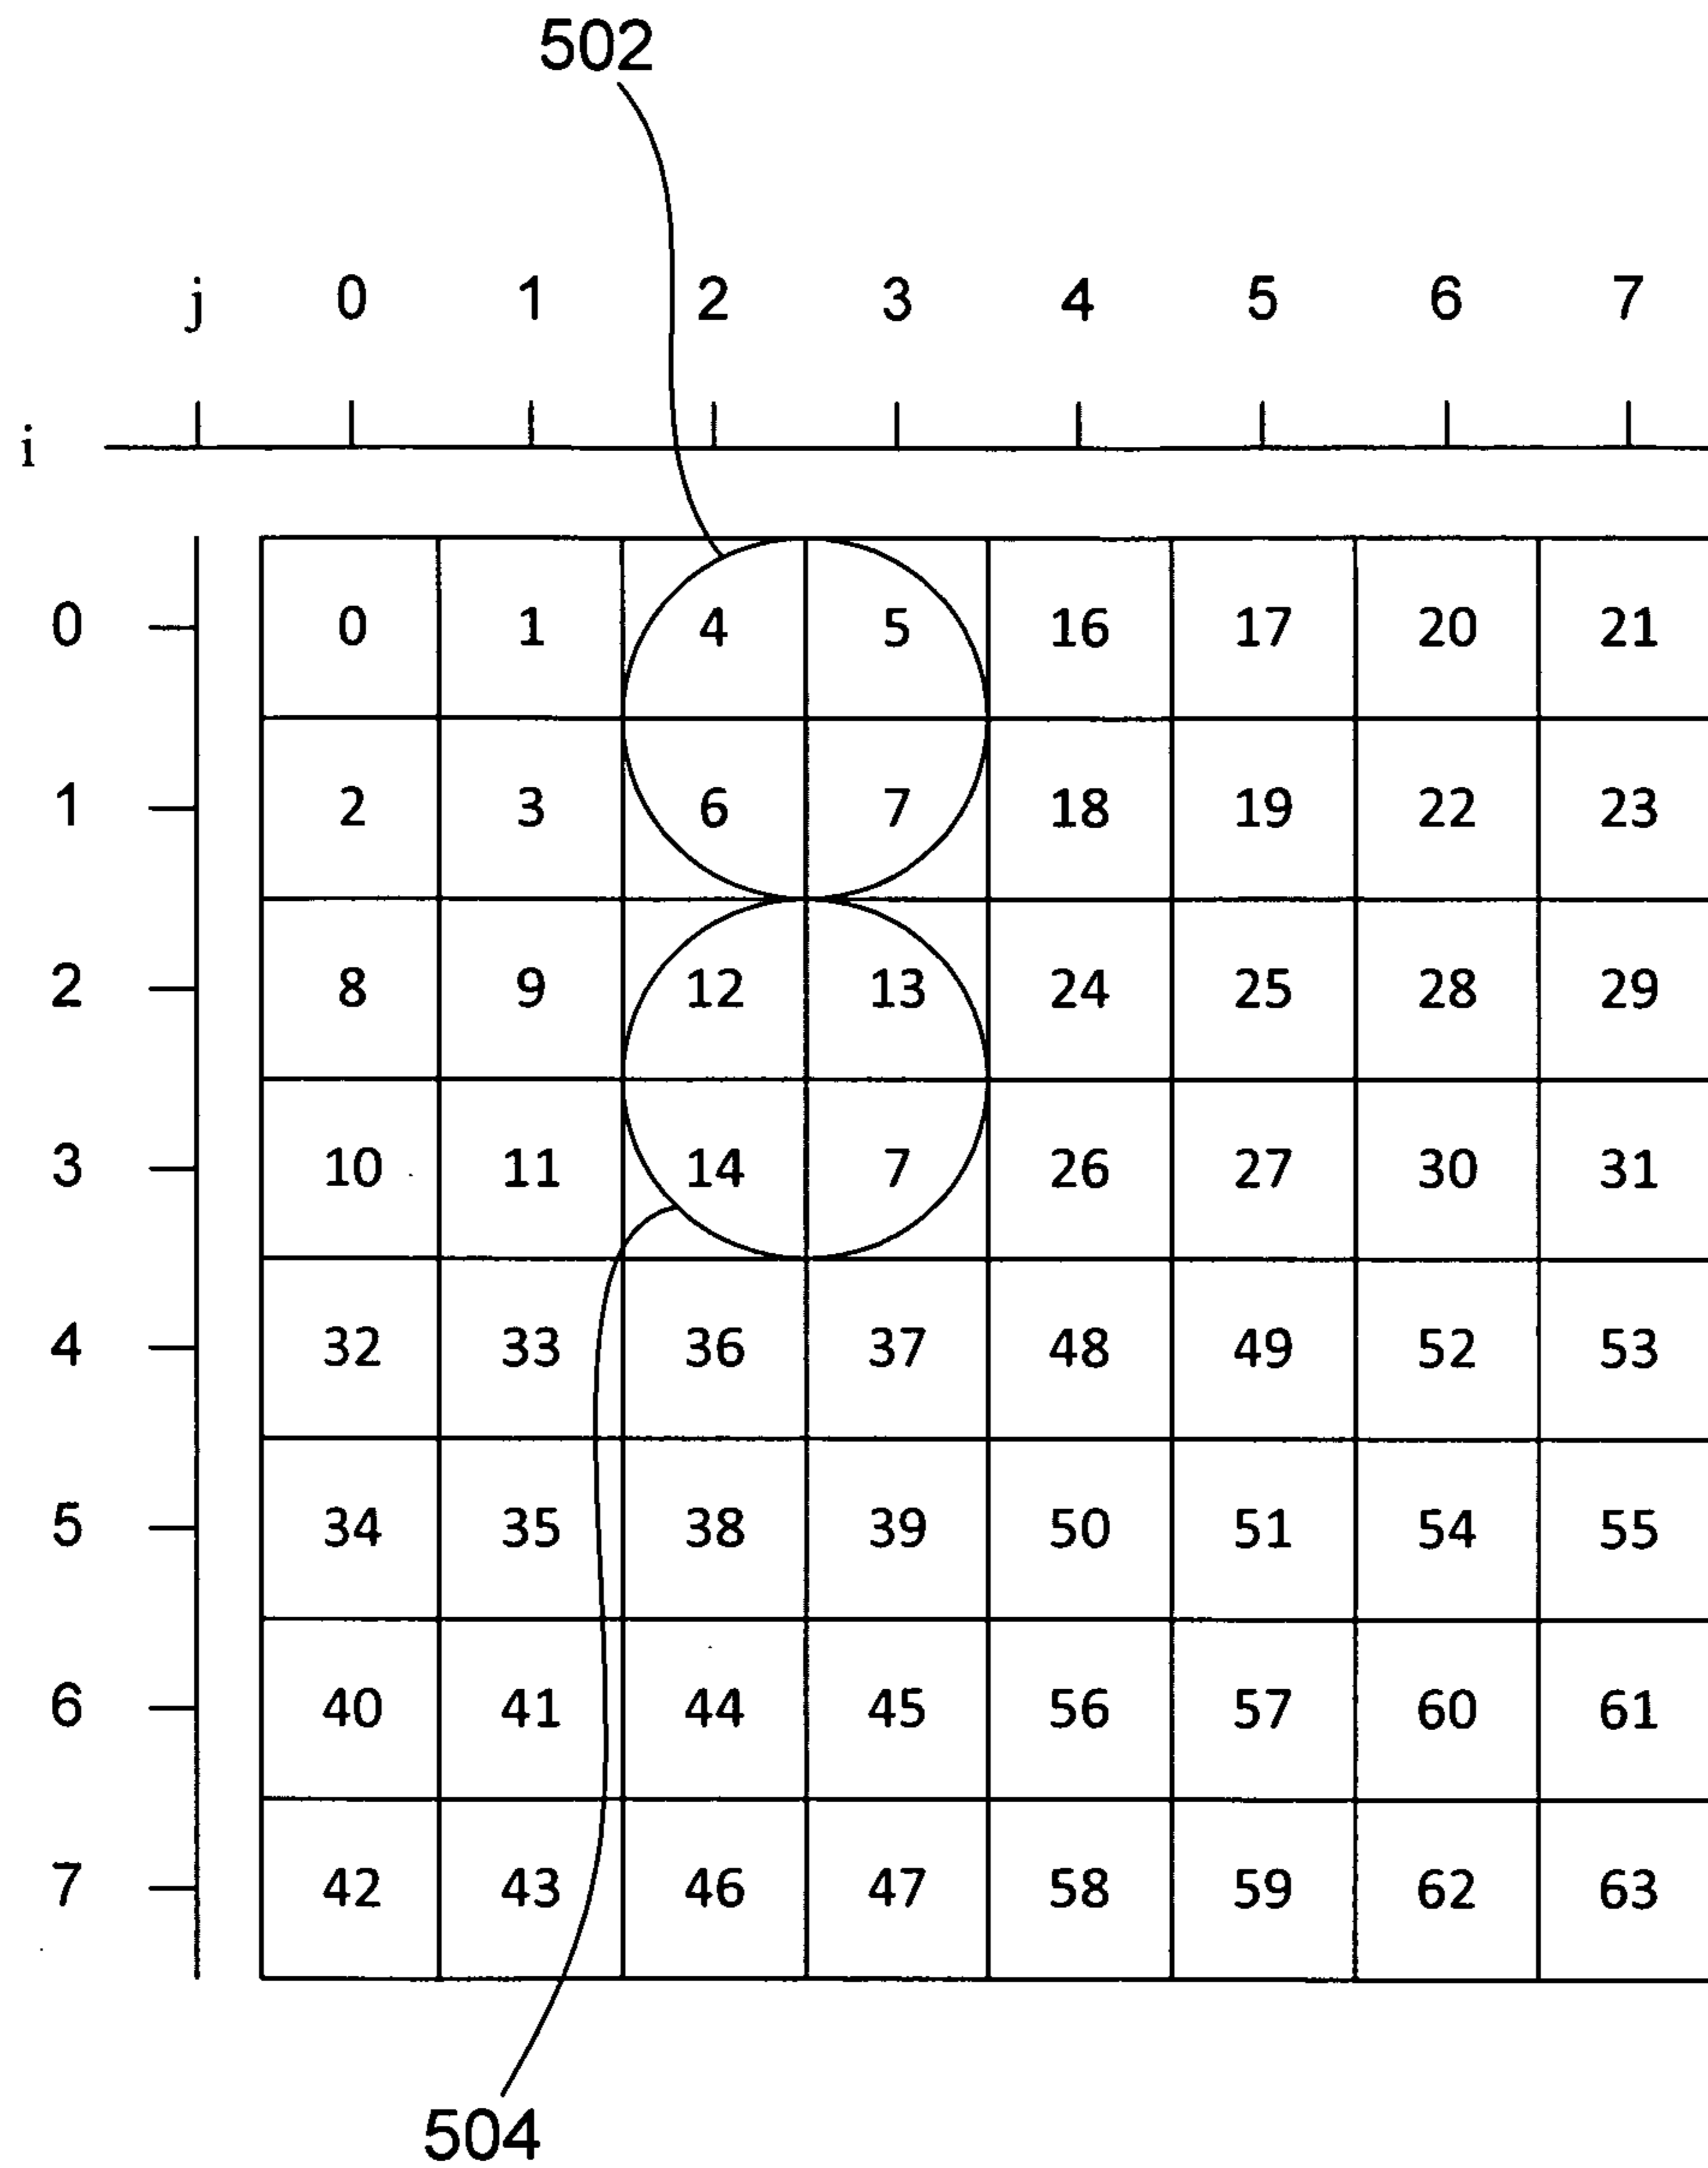 502
j 0 1 2 3 4 5 6 7
i
0 0 1 4 5 16 17 20 21
1 2 3 6 7 18 19 22 23
2 8 9 12 13 24 25 28 29
3 10 11 14 7 26 27 30 31
4 32 33 36 37 48 49 52 53
5 34 35 38 39 50 51 54 55
6 40 41 44 45 56 57 60 61
7 42 43 46 47 58 59 62 63
504